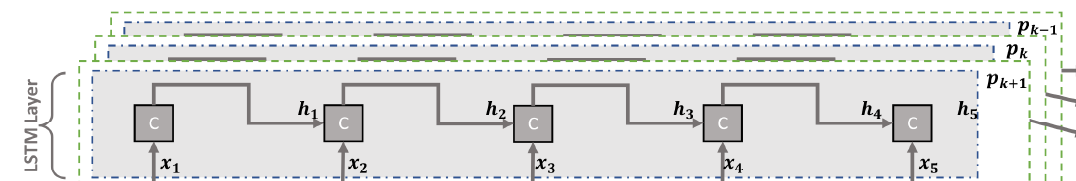 p_{k-1}
p_k
p_{k+1}
LSTM Layer
h_1 h_2 h_3 h_4 h_5
C C C C C
x_1 x_2 x_3 x_4 x_5